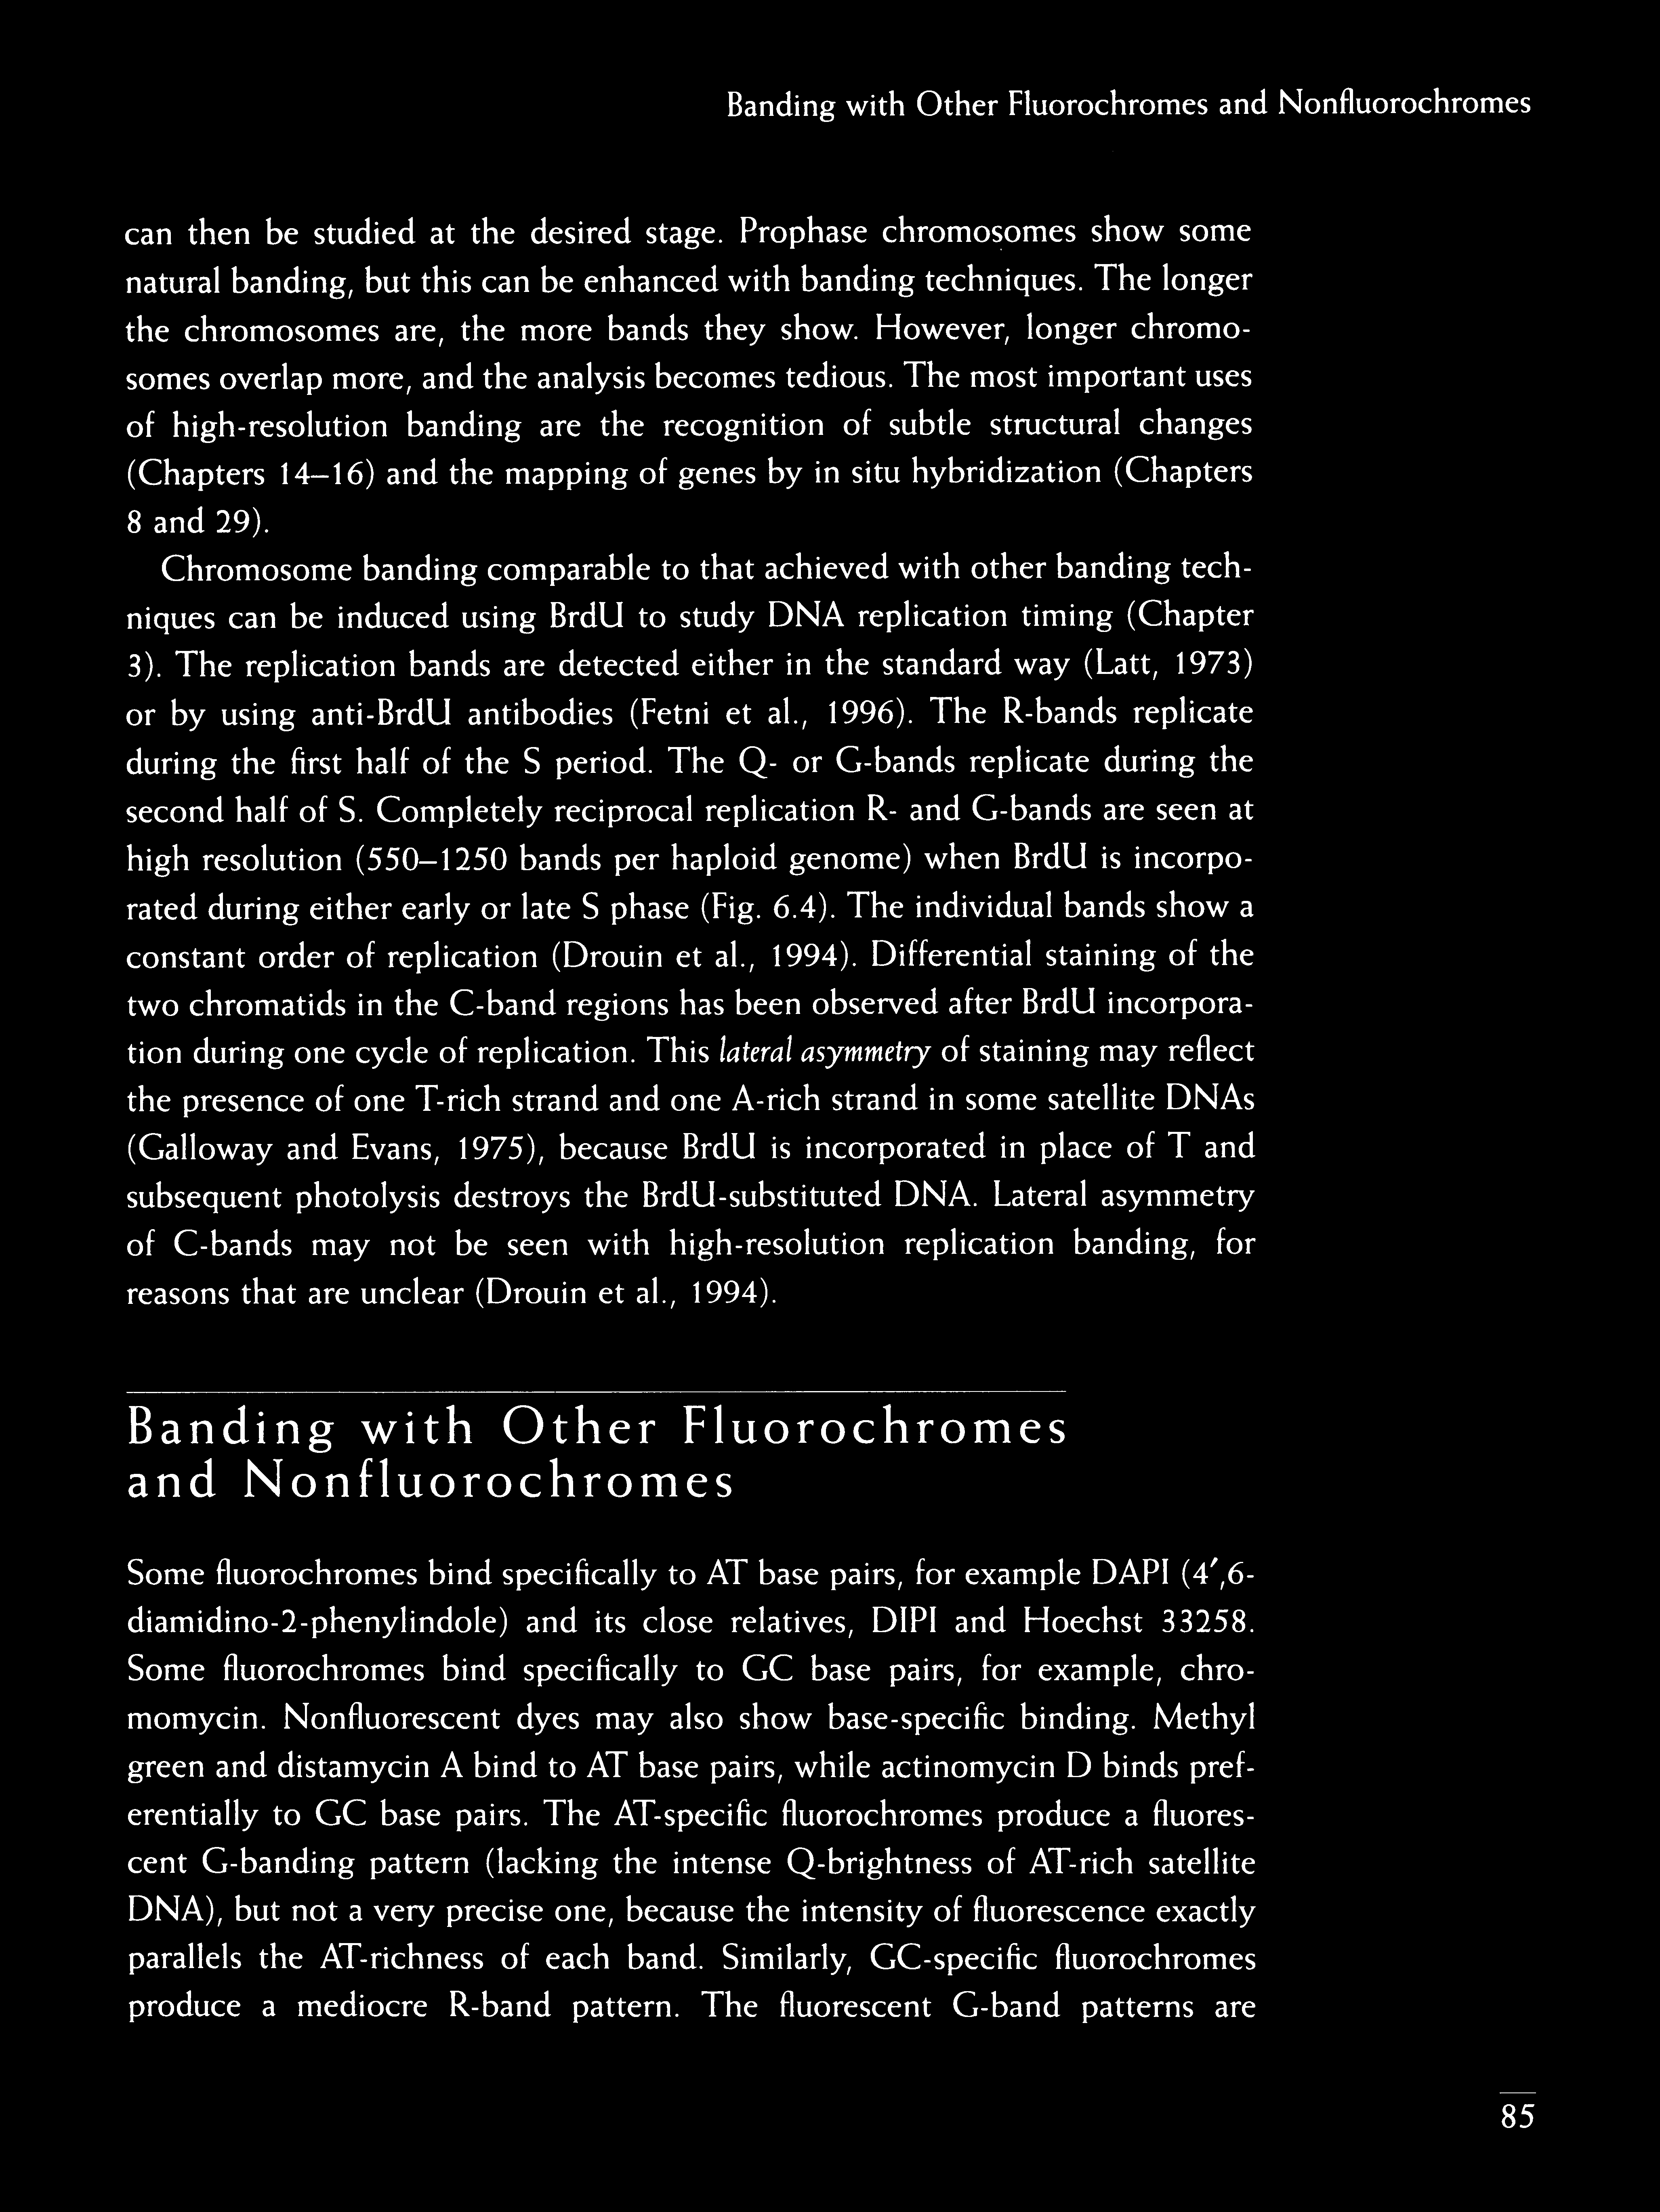 Banding with Other Fluorochromes and Nonfluorochromes
can then be studied at the desired stage. Prophase chromosomes show some
natural banding, but this can be enhanced with banding techniques. The longer
the chromosomes are, the more bands they show. However, longer chromo-
somes overlap more, and the analysis becomes tedious. The most important uses
of high-resolution banding are the recognition of subtle structural changes
(Chapters 14–16) and the mapping of genes by in situ hybridization (Chapters
8 and 29).
Chromosome banding comparable to that achieved with other banding tech-
niques can be induced using BrdU to study DNA replication timing (Chapter
3). The replication bands are detected either in the standard way (Latt, 1973)
or by using anti-BrdU antibodies (Fetni et al., 1996). The R-bands replicate
during the first half of the S period. The Q- or G-bands replicate during the
second half of S. Completely reciprocal replication R- and G-bands are seen at
high resolution (550–1250 bands per haploid genome) when BrdU is incorpo-
rated during either early or late S phase (Fig. 6.4). The individual bands show a
constant order of replication (Drouin et al., 1994). Differential staining of the
two chromatids in the C-band regions has been observed after BrdU incorpora-
tion during one cycle of replication. This lateral asymmetry of staining may reflect
the presence of one T-rich strand and one A-rich strand in some satellite DNAs
(Galloway and Evans, 1975), because BrdU is incorporated in place of T and
subsequent photolysis destroys the BrdU-substituted DNA. Lateral asymmetry
of C-bands may not be seen with high-resolution replication banding, for
reasons that are unclear (Drouin et al., 1994).
Banding with Other Fluorochromes
and Nonfluorochromes
Some fluorochromes bind specifically to AT base pairs, for example DAPI (4′,6-
diamidino-2-phenylindole) and its close relatives, DIPI and Hoechst 33258.
Some fluorochromes bind specifically to GC base pairs, for example, chro-
momycin. Nonfluorescent dyes may also show base-specific binding. Methyl
green and distamycin A bind to AT base pairs, while actinomycin D binds pref-
erentially to GC base pairs. The AT-specific fluorochromes produce a fluores-
cent G-banding pattern (lacking the intense Q-brightness of AT-rich satellite
DNA), but not a very precise one, because the intensity of fluorescence exactly
parallels the AT-richness of each band. Similarly, GC-specific fluorochromes
produce a mediocre R-band pattern. The fluorescent G-band patterns are
85